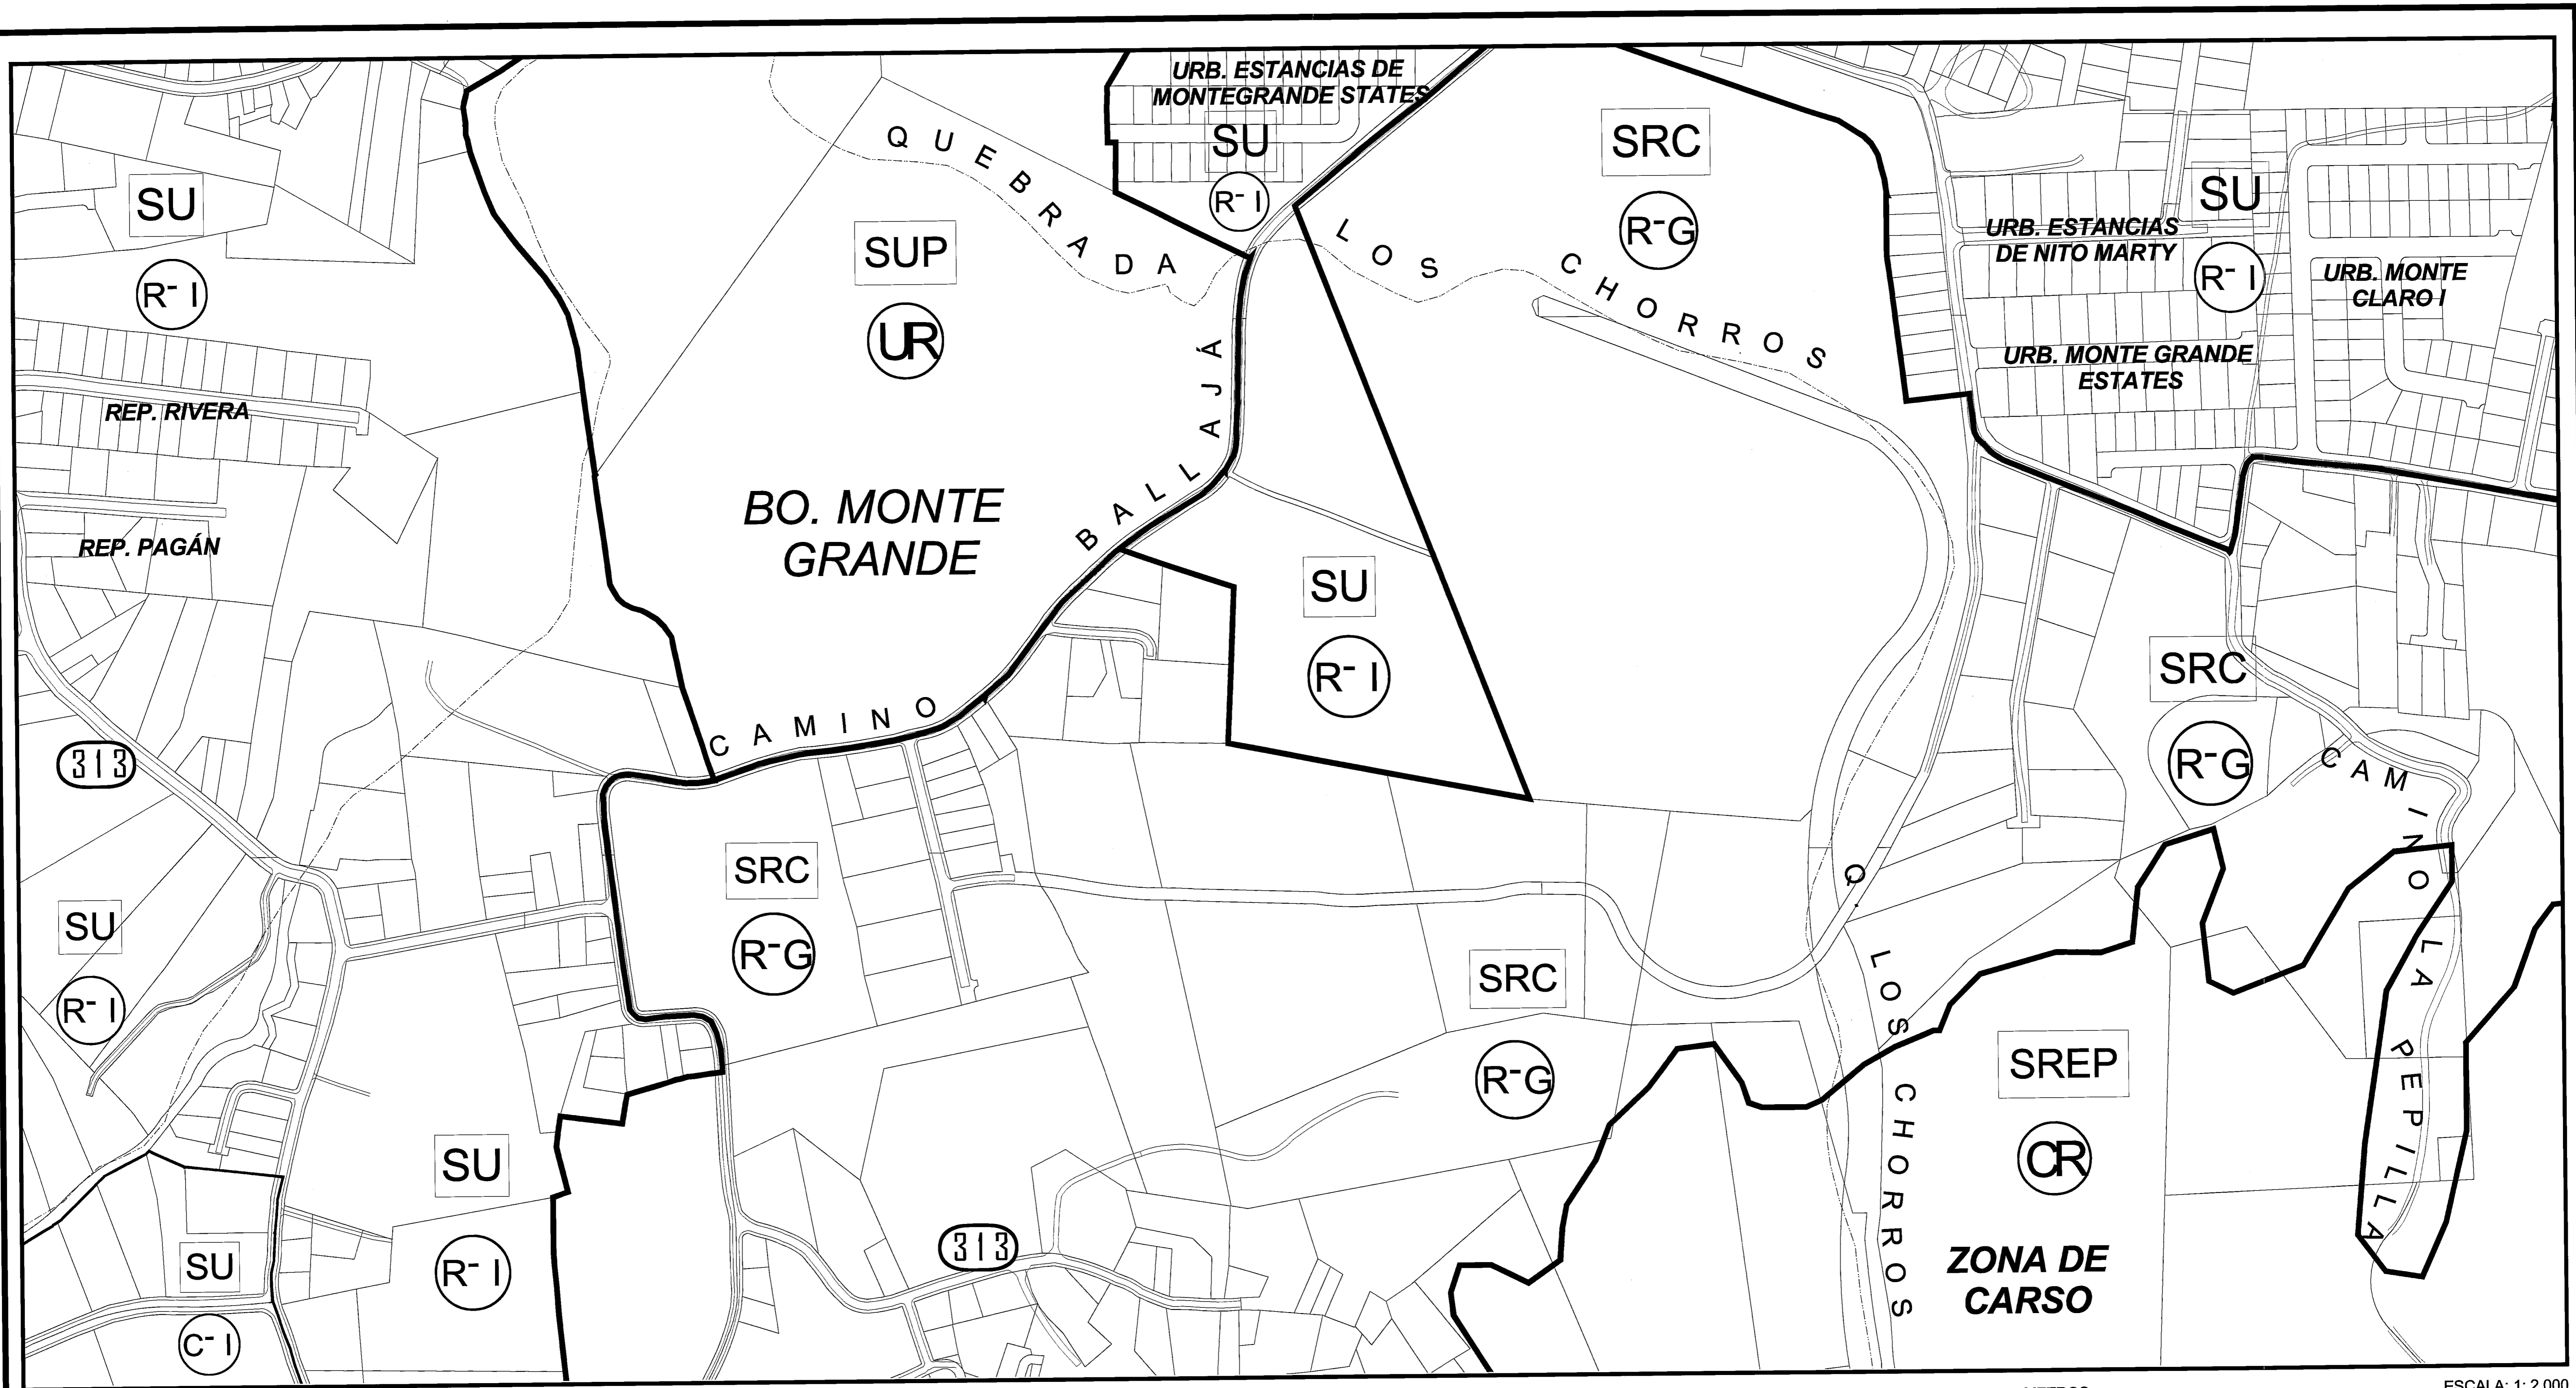 URB. ESTANCIAS DE
MONTEGRANDE STATES
SU
R-I
SRC
R-G
SU
R-I
QUEBRADA LOS CHORROS
SUP
UR
SU
R-I
URB. ESTANCIAS
DE NITO MARTY
URB. MONTE
CLARO I
URB. MONTE GRANDE
ESTATES
REP. RIVERA
REP. PAGÁN
BO. MONTE
GRANDE
CAMINO BALLAJÁ
SU
R-I
SRC
R-G
313
CAMINO LA PEPILLA
SRC
R-G
SU
R-I
SRC
R-G
Q. LOS CHORROS
SREP
CR
ZONA DE
CARSO
SU
R-I
313
SU
C-I
ESCALA: 1: 2,000